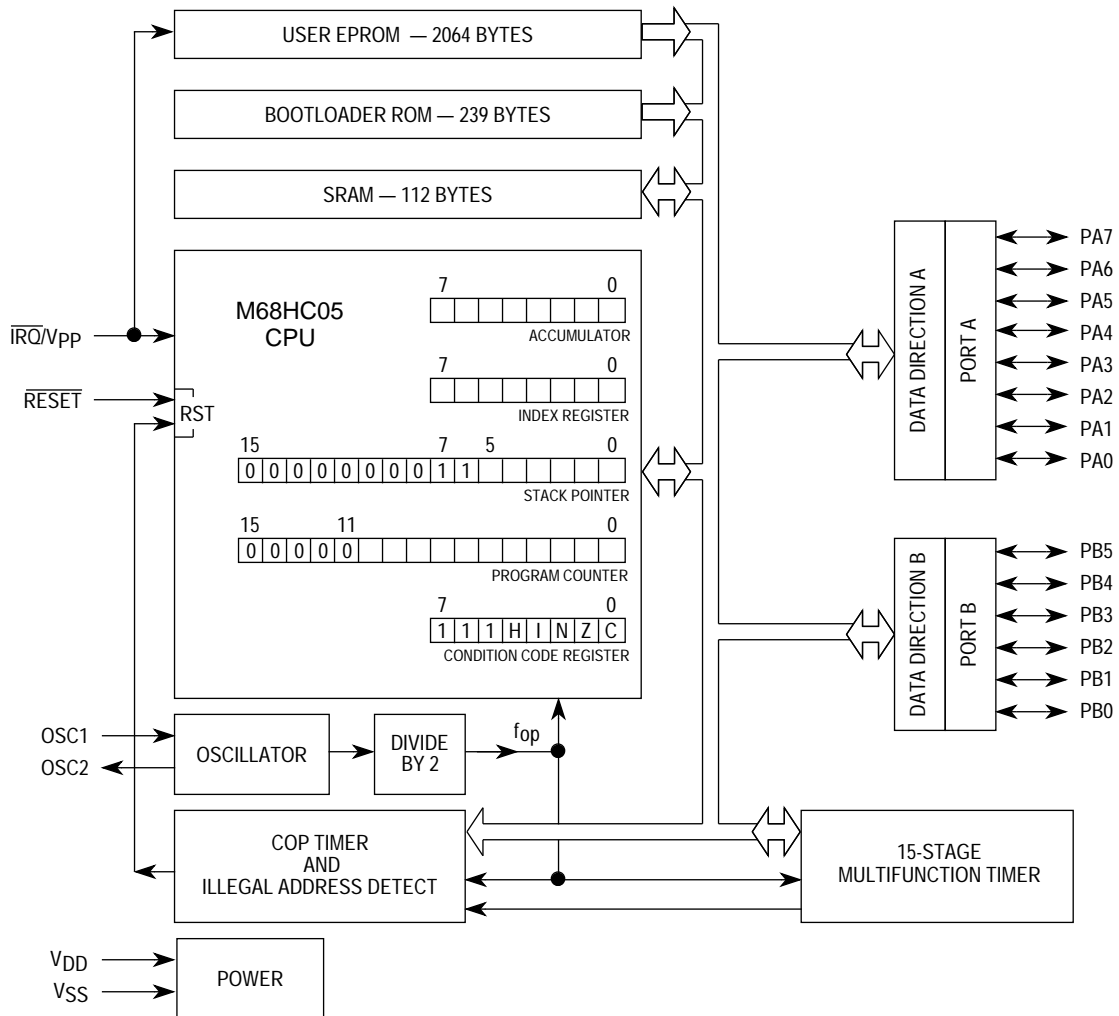 USER EPROM — 2064 BYTES
BOOTLOADER ROM — 239 BYTES
SRAM — 112 BYTES
M68HC05
CPU
7 0
ACCUMULATOR
7 0
INDEX REGISTER
15 7 5 0
0 0 0 0 0 0 0 0 1 1
STACK POINTER
15 11 0
0 0 0 0 0
PROGRAM COUNTER
7 0
1 1 1 H I N Z C
CONDITION CODE REGISTER
IRQ/VPP
RESET
RST
OSC1
OSC2
OSCILLATOR
DIVIDE
BY 2
fop
COP TIMER
AND
ILLEGAL ADDRESS DETECT
15-STAGE
MULTIFUNCTION TIMER
VDD
VSS
POWER
DATA DIRECTION A
PORT A
PA7
PA6
PA5
PA4
PA3
PA2
PA1
PA0
DATA DIRECTION B
PORT B
PB5
PB4
PB3
PB2
PB1
PB0